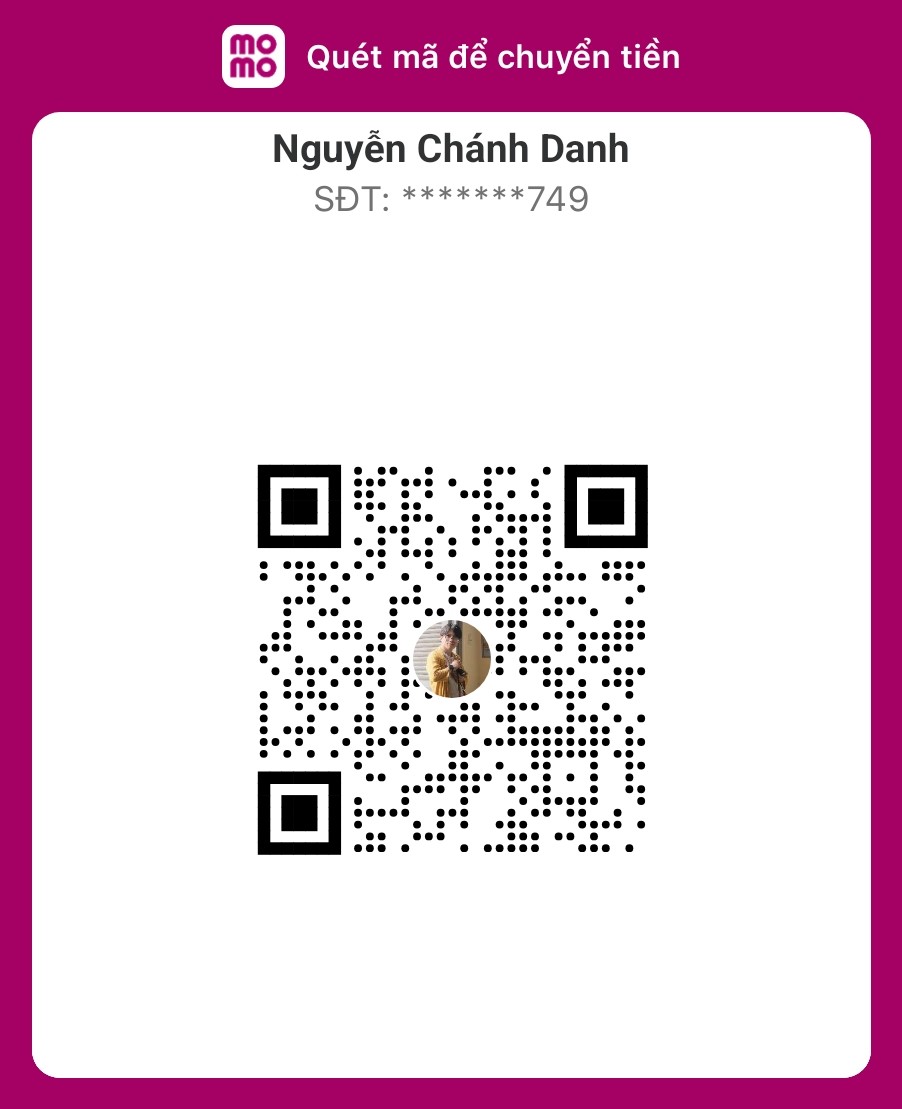 momo
Quét mã để chuyển tiền
Nguyễn Chánh Danh
SĐT: *******749